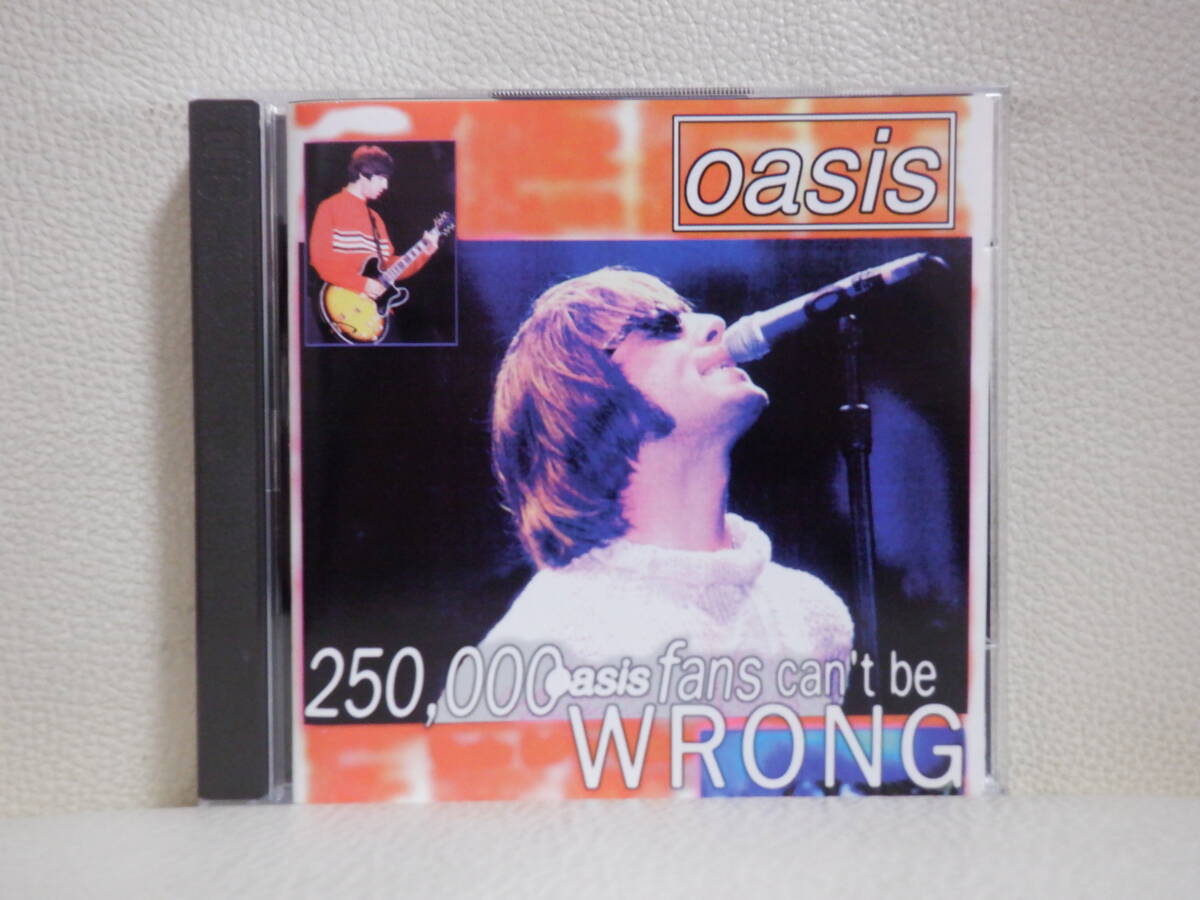 oasis
250,000 oasis fans can't be
WRONG